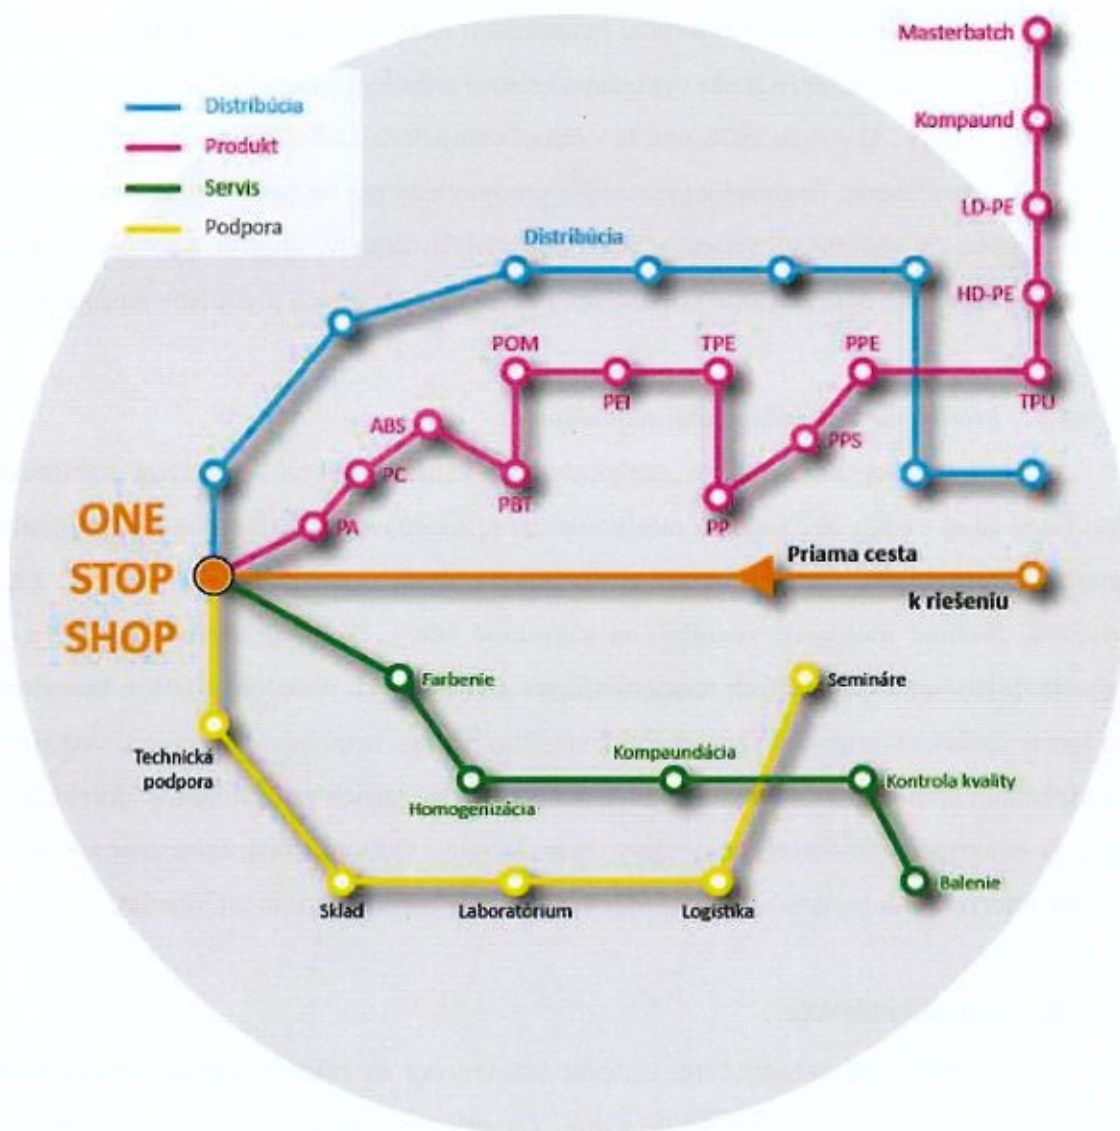 Masterbatch
Kompaund
LD-PE
HD-PE
TPU
Distribúcia
Produkt
Servis
Podpora
Distribúcia
POM
TPE
PPE
PEI
ABS
PPS
PC
PBT
PP
PA
ONE
STOP
SHOP
Priama cesta
k riešeniu
Farbenie
Semináre
Technická
podpora
Kompaundácia
Kontrola kvality
Homogenizácia
Balenie
Sklad
Laboratórium
Logistika